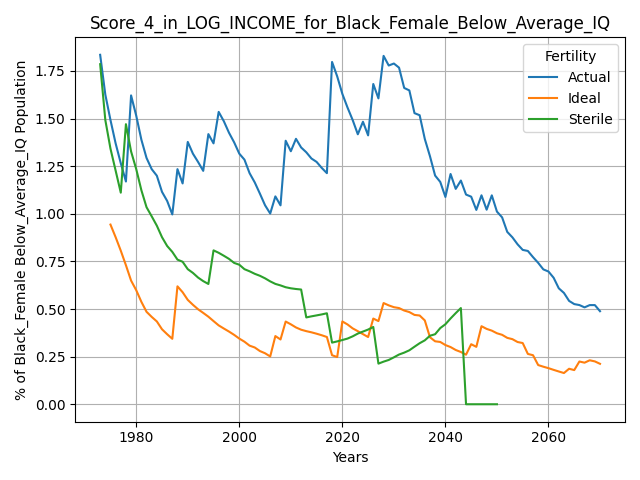 Score_4_in_LOG_INCOME_for_Black_Female_Below_Average_IQ
% of Black_Female Below_Average_IQ Population
1.75
1.50
1.25
1.00
0.75
0.50
0.25
0.00
Fertility
Actual
Ideal
Sterile
1980
2000
2020
2040
2060
Years